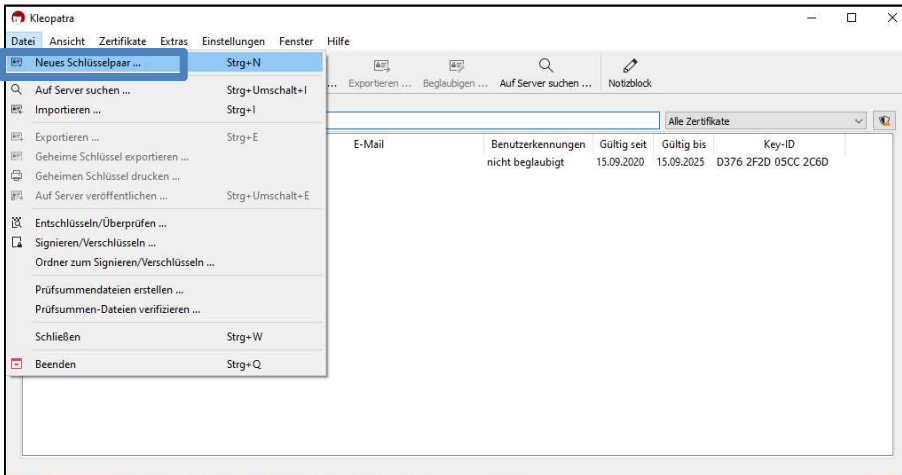 Kleopatra
Datei Ansicht Zertifikate Extras Einstellungen Fenster Hilfe
Neues Schlüsselpaar ... Strg+N
Auf Server suchen ... Strg+Umschalt+I
Importieren ... Strg+I
Exportieren ... Strg+E
Geheime Schlüssel exportieren ...
Geheimen Schlüssel drucken ...
Auf Server veröffentlichen ... Strg+Umschalt+E
Entschlüsseln/Überprüfen ...
Signieren/Verschlüsseln ...
Ordner zum Signieren/Verschlüsseln ...
Prüfsummendateien erstellen ...
Prüfsummen-Dateien verifizieren ...
Schließen Strg+W
Beenden Strg+Q
... Exportieren ... Beglaubigen ... Auf Server suchen ... Notizblock
Alle Zertifikate
E-Mail Benutzerkennungen Gültig seit Gültig bis Key-ID
nicht beglaubigt 15.09.2020 15.09.2025 D376 2F2D 05CC 2C6D